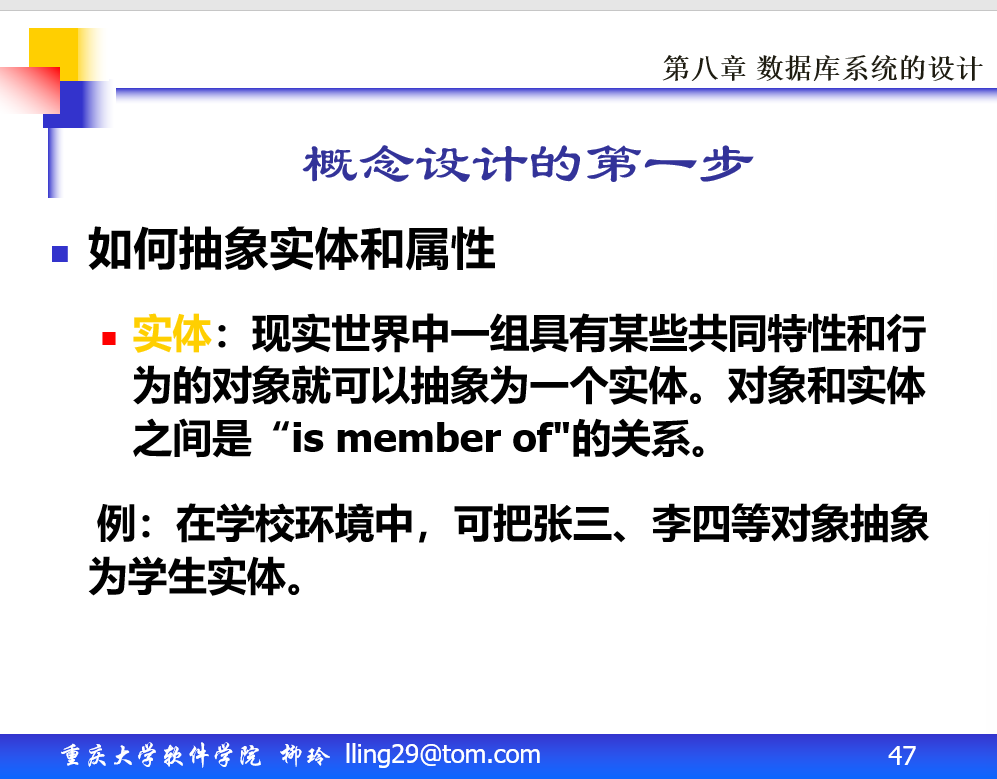 第八章 数据库系统的设计
概念设计的第一步
如何抽象实体和属性
实体：现实世界中一组具有某些共同特性和行
为的对象就可以抽象为一个实体。对象和实体
之间是“is member of"的关系。
例：在学校环境中，可把张三、李四等对象抽象
为学生实体。
重庆大学软件学院 柳玲 lling29@tom.com 47